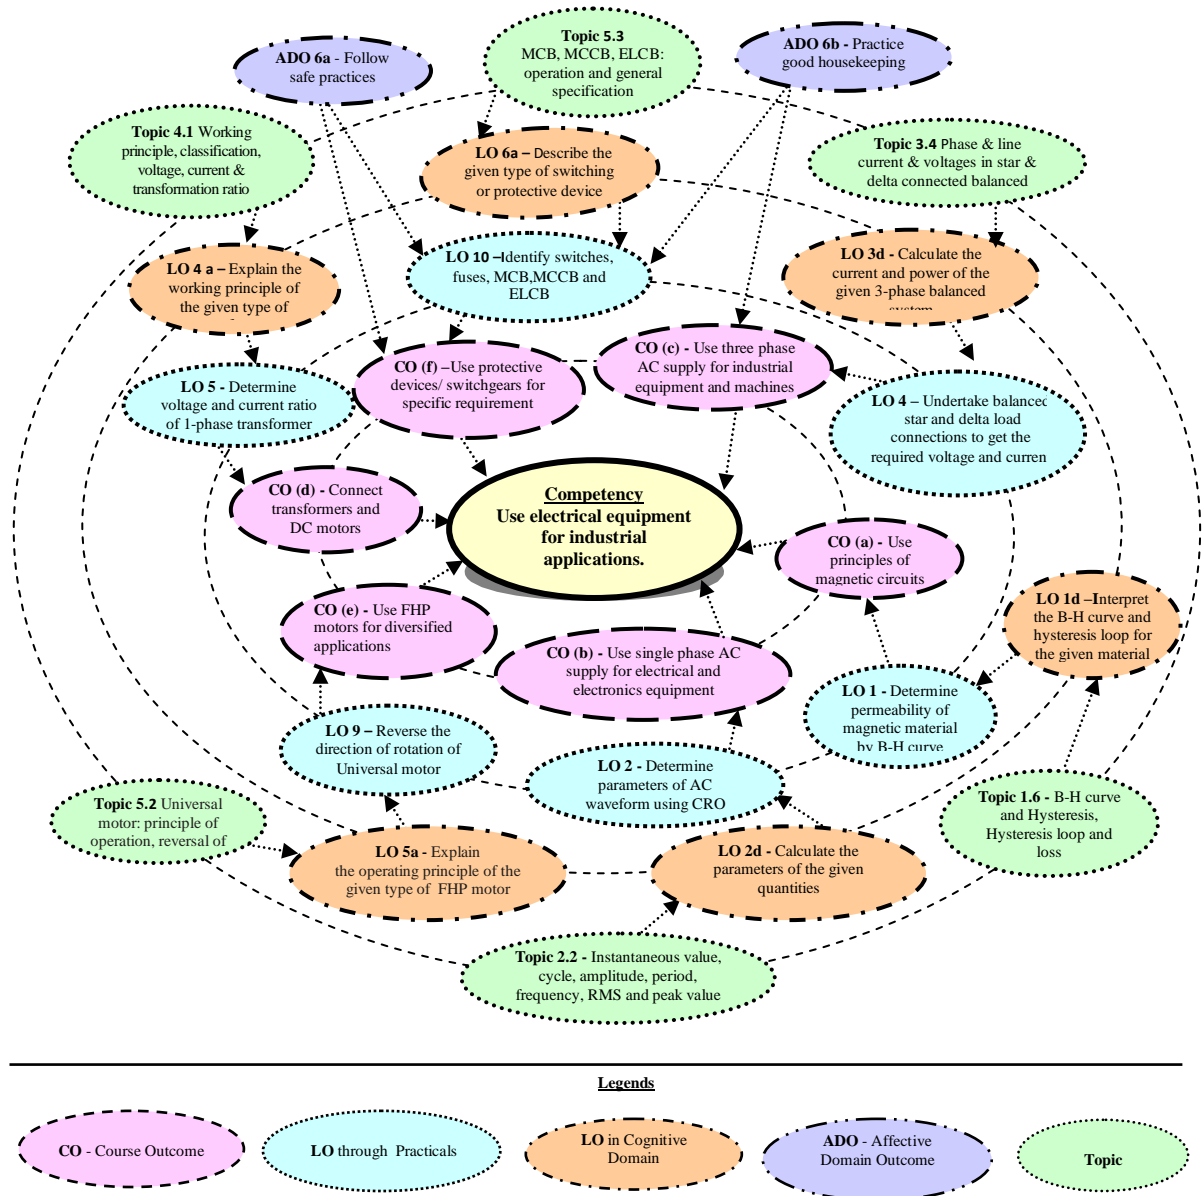 Topic 5.3
MCB, MCCB, ELCB:
operation and general
specification
ADO 6a - Follow
safe practices
ADO 6b - Practice
good housekeeping
Topic 4.1 Working
principle, classification,
voltage, current &
transformation ratio
LO 6a – Describe the
given type of switching
or protective device
Topic 3.4 Phase & line
current & voltages in star &
delta connected balanced
LO 4 a – Explain the
working principle of
the given type of
LO 10 –Identify switches,
fuses, MCB,MCCB and
ELCB
LO 3d - Calculate the
current and power of the
given 3-phase balanced
system
CO (f) –Use protective
devices/ switchgears for
specific requirement
CO (c) - Use three phase
AC supply for industrial
equipment and machines
LO 5 - Determine
voltage and current ratio
of 1-phase transformer
LO 4 – Undertake balanced
star and delta load
connections to get the
required voltage and curren
CO (d) - Connect
transformers and
DC motors
Competency
Use electrical equipment
for industrial
applications.
CO (a) - Use
principles of
magnetic circuits
CO (e) - Use FHP
motors for diversified
applications
CO (b) - Use single phase AC
supply for electrical and
electronics equipment
LO 1d –Interpret
the B-H curve and
hysteresis loop for
the given material
LO 1 - Determine
permeability of
magnetic material
by B-H curve
LO 9 – Reverse the
direction of rotation of
Universal motor
LO 2 - Determine
parameters of AC
waveform using CRO
Topic 5.2 Universal
motor: principle of
operation, reversal of
Topic 1.6 - B-H curve
and Hysteresis,
Hysteresis loop and
loss
LO 5a - Explain
the operating principle of the
given type of FHP motor
LO 2d - Calculate the
parameters of the given
quantities
Topic 2.2 - Instantaneous value,
cycle, amplitude, period,
frequency, RMS and peak value
Legends
CO - Course Outcome
LO through Practicals
LO in Cognitive
Domain
ADO - Affective
Domain Outcome
Topic